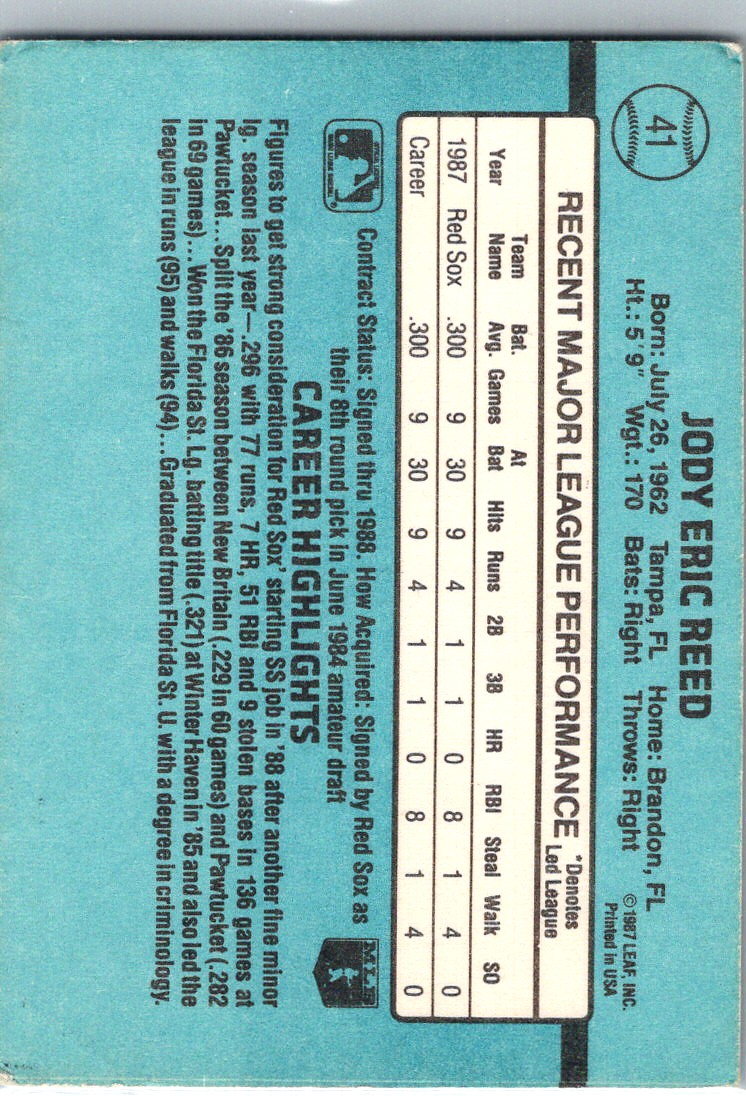 41
JODY ERIC REED
Born: July 26, 1962 Tampa, FL Home: Brandon, FL
Ht.: 5'9" Wgt.: 170 Bats: Right Throws: Right
© 1987 LEAF, INC.
Printed in USA
RECENT MAJOR LEAGUE PERFORMANCE *Denotes Led League
Year Team Name Bat. Avg. Games At Bat Hits Runs 2B 3B HR RBI Steal Walk SO
1987 Red Sox .300 9 30 9 4 1 1 0 8 1 4 0
Career .300 9 30 9 4 1 1 0 8 1 4 0
Contract Status: Signed thru 1988. How Acquired: Signed by Red Sox as
their 8th round pick in June 1984 amateur draft
MLB
CAREER HIGHLIGHTS
Figures to get strong consideration for Red Sox' starting SS job in '88 after another fine minor
lg. season last year—.296 with 77 runs, 7 HR, 51 RBI and 9 stolen bases in 136 games at
Pawtucket...Split the '86 season between New Britain (.229 in 60 games) and Pawtucket (.282
in 69 games)...Won the Florida St. Lg. batting title (.321) at Winter Haven in '85 and also led the
league in runs (95) and walks (94)...Graduated from Florida St. U. with a degree in criminology.